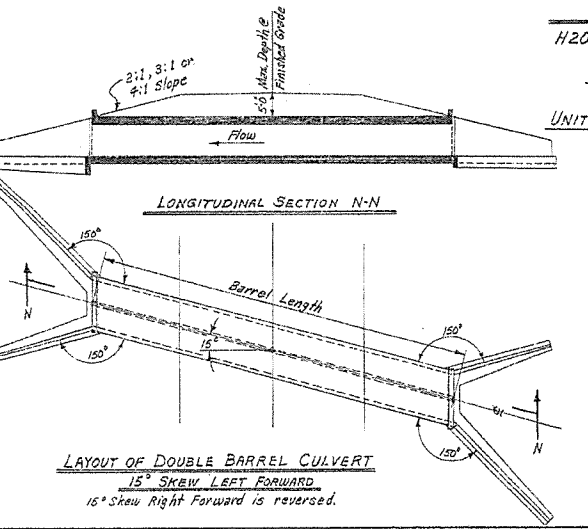 H20
UNIT
2:1, 3:1 or
4:1 Slope
5'-0 Max. Depth @
Finished Grade
Flow
LONGITUDINAL SECTION N-N
150°
Barrel Length
N
15°
150°
150°
150°
N
LAYOUT OF DOUBLE BARREL CULVERT
15° SKEW LEFT FORWARD
15° Skew Right Forward is reversed.